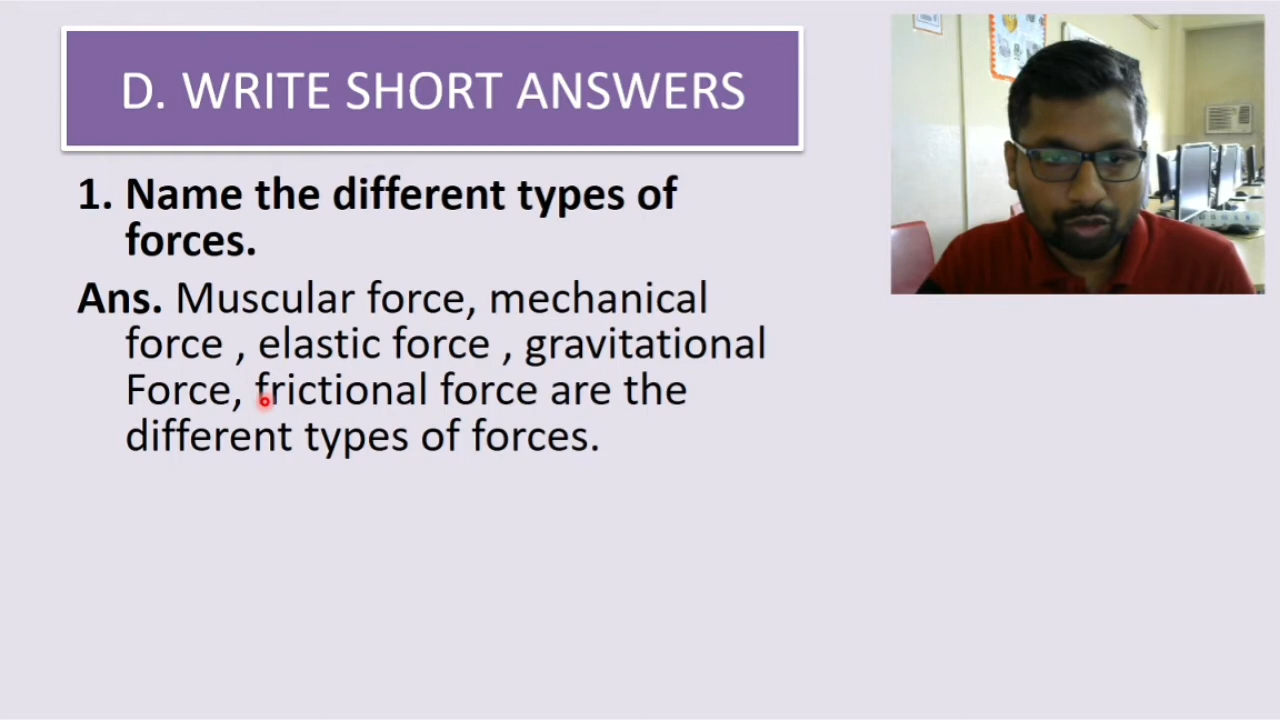 D. WRITE SHORT ANSWERS
1. Name the different types of
forces.
Ans. Muscular force, mechanical
force , elastic force , gravitational
Force, frictional force are the
different types of forces.